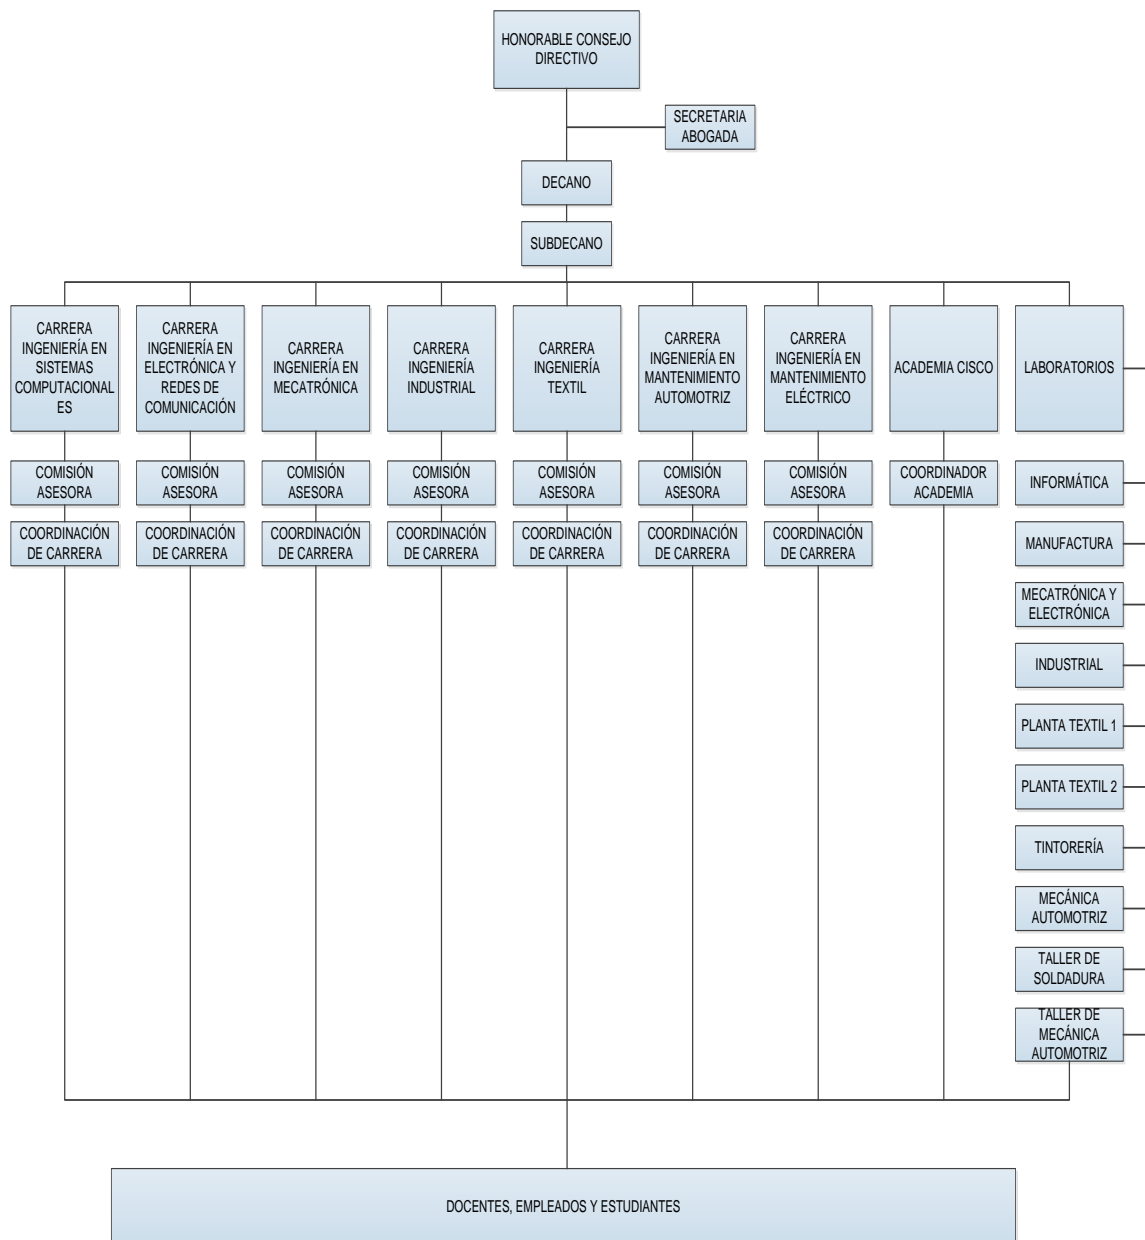 HONORABLE CONSEJO
DIRECTIVO
SECRETARIA
ABOGADA
DECANO
SUBDECANO
CARRERA
INGENIERÍA EN
SISTEMAS
COMPUTACIONAL
ES
CARRERA
INGENIERÍA EN
ELECTRÓNICA Y
REDES DE
COMUNICACIÓN
CARRERA
INGENIERÍA EN
MECATRÓNICA
CARRERA
INGENIERÍA
INDUSTRIAL
CARRERA
INGENIERÍA
TEXTIL
CARRERA
INGENIERÍA EN
MANTENIMIENTO
AUTOMOTRIZ
CARRERA
INGENIERÍA EN
MANTENIMIENTO
ELÉCTRICO
ACADEMIA CISCO
LABORATORIOS
COMISIÓN
ASESORA
COMISIÓN
ASESORA
COMISIÓN
ASESORA
COMISIÓN
ASESORA
COMISIÓN
ASESORA
COMISIÓN
ASESORA
COMISIÓN
ASESORA
COORDINADOR
ACADEMIA
INFORMÁTICA
COORDINACIÓN
DE CARRERA
COORDINACIÓN
DE CARRERA
COORDINACIÓN
DE CARRERA
COORDINACIÓN
DE CARRERA
COORDINACIÓN
DE CARRERA
COORDINACIÓN
DE CARRERA
COORDINACIÓN
DE CARRERA
MANUFACTURA
MECATRÓNICA Y
ELECTRÓNICA
INDUSTRIAL
PLANTA TEXTIL 1
PLANTA TEXTIL 2
TINTORERÍA
MECÁNICA
AUTOMOTRIZ
TALLER DE
SOLDADURA
TALLER DE
MECÁNICA
AUTOMOTRIZ
DOCENTES, EMPLEADOS Y ESTUDIANTES